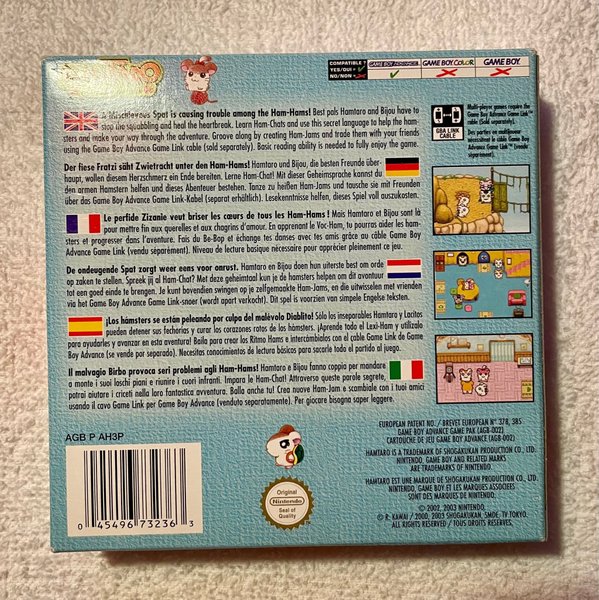 COMPATIBLE ?
YES/OUI =
NO/NON =
GAME BOY ADVANCE
GAME BOY COLOR
GAME BOY
A Mischievous Spat is causing trouble among the Ham-Hams! Best pals Hamtaro and Bijou have to
stop the squabbling and heal the heartbreak. Learn Ham-Chats and use this secret language to help the ham-
sters and make your way through the adventure. Groove along by creating Ham-Jams and trade them with your friends
using the Game Boy Advance Game Link cable (sold separately). Basic reading ability is needed to fully enjoy the game.
Der fiese Fratzi säht Zwietracht unter den Ham-Hams! Hamtaro und Bijou, die besten Freunde über-
haupt, wollen diesem Herzschmerz ein Ende bereiten. Lerne Ham-Chat! Mit dieser Geheimsprache kannst du
den armen Hamstern helfen und dieses Abenteuer bestehen. Tanze zu heißen Ham-Jams und tausche sie mit Freunden
über das Game Boy Advance Game Link-Kabel (separat erhältlich). Lesekenntnisse helfen, dieses Spiel voll auszukosten.
Le perfide Zizanie veut briser les cœurs de tous les Ham-Hams ! Mais Hamtaro et Bijou sont là
pour mettre fin aux querelles et aux chagrins d'amour. En apprenant le Voc-Ham, tu pourras aider les hams-
ters et progresser dans l'aventure. Fais du Be-Bop et échange tes danses avec tes amis grâce au câble Game Boy
Advance Game Link (vendu séparément). Niveau de lecture basique nécessaire pour apprécier pleinement ce jeu.
De ondeugende Spat zorgt weer eens voor onrust. Hamtaro en Bijou doen hun uiterste best om orde
op zaken te stellen. Spreek jij al Ham-Chat? Met deze geheimtaal kun je de hamsters helpen om dit avontuur
tot een goed einde te brengen. Je kunt bovendien swingen op je zelfgemaakte Ham-Jams, en die uitwisselen met vrienden
via het Game Boy Advance Game Link-snoer (wordt apart verkocht). Dit spel is voorzien van simpele Engelse teksten.
¡Los hámsters se están peleando por culpa del malévolo Diablito! Sólo los inseparables Hamtaro y Lacitos
pueden detener sus fechorías y curar los corazones rotos de los hámsters. ¡Aprende todo el Lexi-Ham y utilízalo
para ayudarles y avanzar en esta aventura! Baila para crear los Ritmo Hams e intercámbialos con el cable Game Link de Game
Boy Advance (se vende por separado). Necesitas conocimientos de lectura básicos para sacarle todo el partido al juego.
Il malvagio Birbo provoca seri problemi agli Ham-Hams! Hamtaro e Bijou fanno coppia per mandare
a monte i suoi loschi piani e riunire i cuori infranti. Impara le Ham-Chat! Attraverso queste parole segrete,
potrai aiutare i criceti nella loro fantastica avventura. Balla anche tu! Crea nuovi Ham-Jam e scambiale con i tuoi amici
usando il cavo Game Link per Game Boy Advance (venduto separatamente). Per giocare bisogna saper leggere.
GBA LINK
CABLE
Multi-player games require the
Game Boy Advance Game Link™ cable
(Sold separately).
Des parties en multijoueur
nécessitent le câble Game Boy
Advance Game Link™ (vendu
séparément).
AGB P AH3P
0 45496 73236 3
Original
Nintendo
Seal of
Quality
EUROPEAN PATENT NO. / BREVET EUROPEEN N° 378, 385
GAME BOY ADVANCE GAME PAK (AGB-002)
CARTOUCHE DE JEU GAME BOY ADVANCE (AGB-002)
HAMTARO IS A TRADEMARK OF SHOGAKUKAN PRODUCTION CO., LTD.
NINTENDO, GAME BOY AND RELATED MARKS
ARE TRADEMARKS OF NINTENDO.
HAMTARO EST UNE MARQUE DE SHOGAKUKAN PRODUCTION CO., LTD.
NINTENDO, GAME BOY ET LES MARQUES ASSOCIEES
SONT DES MARQUES DE NINTENDO.
© 2002, 2003 NINTENDO,
© R. KAWAI / 2000, 2003 SHOGAKUKAN, SMDE, TV TOKYO.
ALL RIGHTS RESERVED / TOUS DROITS RESERVES.